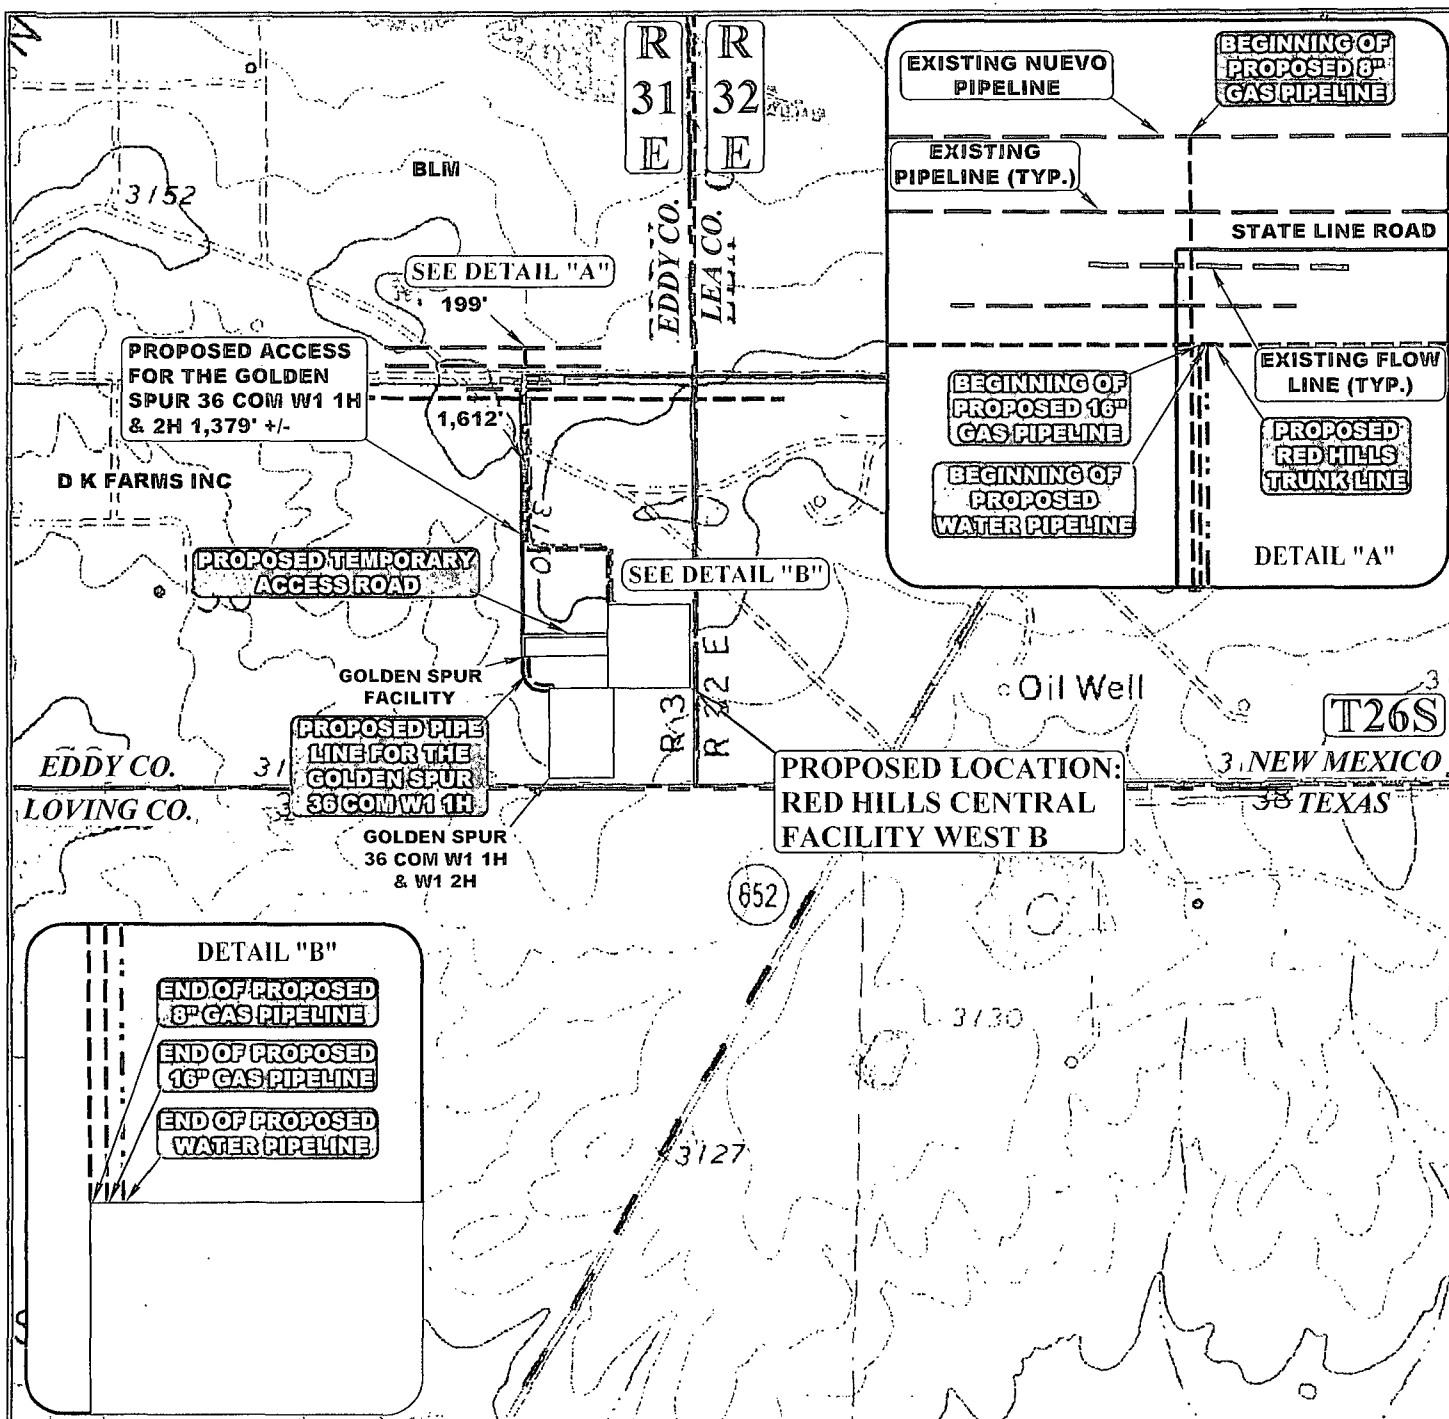 R
31
E
R
32
E
EDDY CO.
LEA CO.
BLM
3152
SEE DETAIL "A"
199'
PROPOSED ACCESS
FOR THE GOLDEN
SPUR 36 COM W1 1H
& 2H 1,379' +/-
1,612'
D K FARMS INC
PROPOSED TEMPORARY
ACCESS ROAD
SEE DETAIL "B"
GOLDEN SPUR
FACILITY
PROPOSED PIPE
LINE FOR THE
GOLDEN SPUR
36 COM W1 1H
GOLDEN SPUR
36 COM W1 1H
& W1 2H
EDDY CO.
LOVING CO.
EXISTING NUEVO
PIPELINE
BEGINNING OF
PROPOSED 8"
GAS PIPELINE
EXISTING
PIPELINE (TYP.)
STATE LINE ROAD
BEGINNING OF
PROPOSED 16"
GAS PIPELINE
EXISTING FLOW
LINE (TYP.)
BEGINNING OF
PROPOSED
WATER PIPELINE
PROPOSED
RED HILLS
TRUNK LINE
DETAIL "A"
Oil Well
T26S
NEW MEXICO
TEXAS
PROPOSED LOCATION:
RED HILLS CENTRAL
FACILITY WEST B
652
3130
3127
DETAIL "B"
END OF PROPOSED
8" GAS PIPELINE
END OF PROPOSED
16" GAS PIPELINE
END OF PROPOSED
WATER PIPELINE